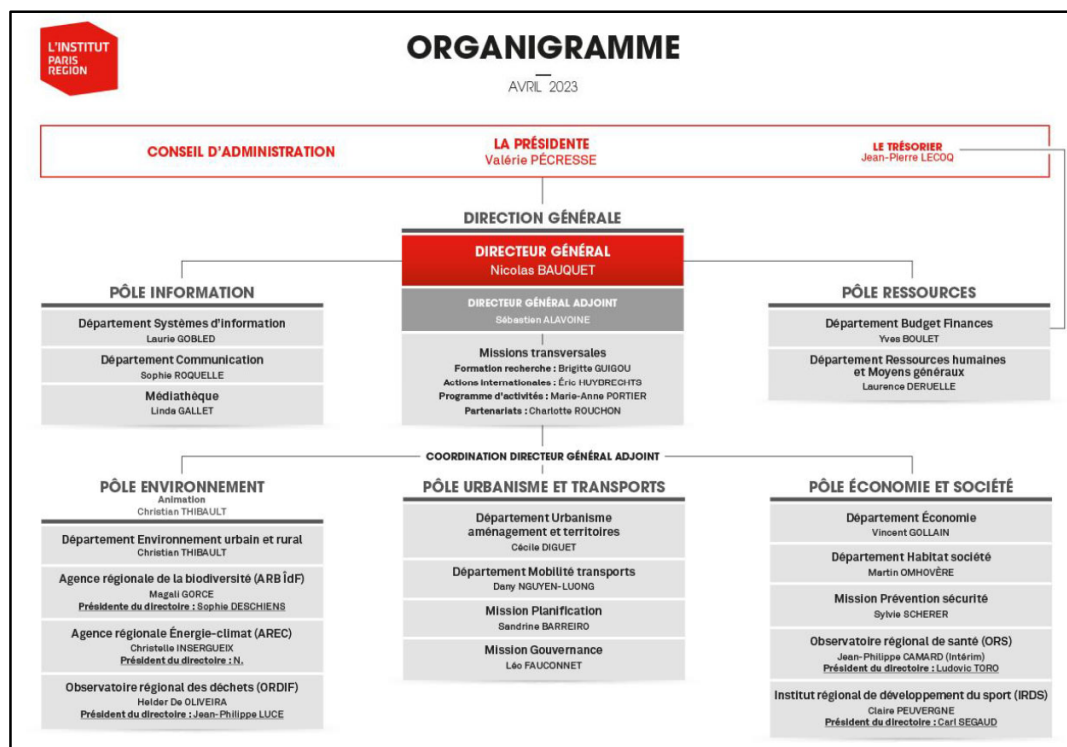 L'INSTITUT
PARIS
REGION
ORGANIGRAMME
AVRIL 2023
CONSEIL D'ADMINISTRATION
LA PRÉSIDENTE
Valérie PÉCRESSE
LE TRÉSORIER
Jean-Pierre LECOQ
DIRECTION GÉNÉRALE
DIRECTEUR GÉNÉRAL
Nicolas BAUQUET
DIRECTEUR GÉNÉRAL ADJOINT
Sébastien ALAVOINE
Missions transversales
Formation recherche : Brigitte GUIGOU
Actions internationales : Éric HUYBRECHTS
Programme d'activités : Marie-Anne PORTIER
Partenariats : Charlotte ROUCHON
PÔLE INFORMATION
Département Systèmes d'information
Laurie GOBLED
Département Communication
Sophie ROQUELLE
Médiathèque
Linda GALLET
PÔLE RESSOURCES
Département Budget Finances
Yves BOULET
Département Ressources humaines
et Moyens généraux
Laurence DERUELLE
COORDINATION DIRECTEUR GÉNÉRAL ADJOINT
PÔLE ENVIRONNEMENT
Animation
Christian THIBAULT
Département Environnement urbain et rural
Christian THIBAULT
Agence régionale de la biodiversité (ARB ÎdF)
Magali GORCE
Présidente du directoire : Sophie DESCHIENS
Agence régionale Énergie-climat (AREC)
Christelle INSERGUEIX
Président du directoire : N.
Observatoire régional des déchets (ORDIF)
Helder De OLIVEIRA
Président du directoire : Jean-Philippe LUCE
PÔLE URBANISME ET TRANSPORTS
Département Urbanisme
aménagement et territoires
Cécile DIGUET
Département Mobilité transports
Dany NGUYEN-LUONG
Mission Planification
Sandrine BARREIRO
Mission Gouvernance
Léo FAUCONNET
PÔLE ÉCONOMIE ET SOCIÉTÉ
Département Économie
Vincent GOLLAIN
Département Habitat société
Martin OMHOVÈRE
Mission Prévention sécurité
Sylvie SCHERER
Observatoire régional de santé (ORS)
Jean-Philippe CAMARD (Intérim)
Président du directoire : Ludovic TORO
Institut régional de développement du sport (IRDS)
Claire PEUVERGNE
Président du directoire : Carl SEGAUD